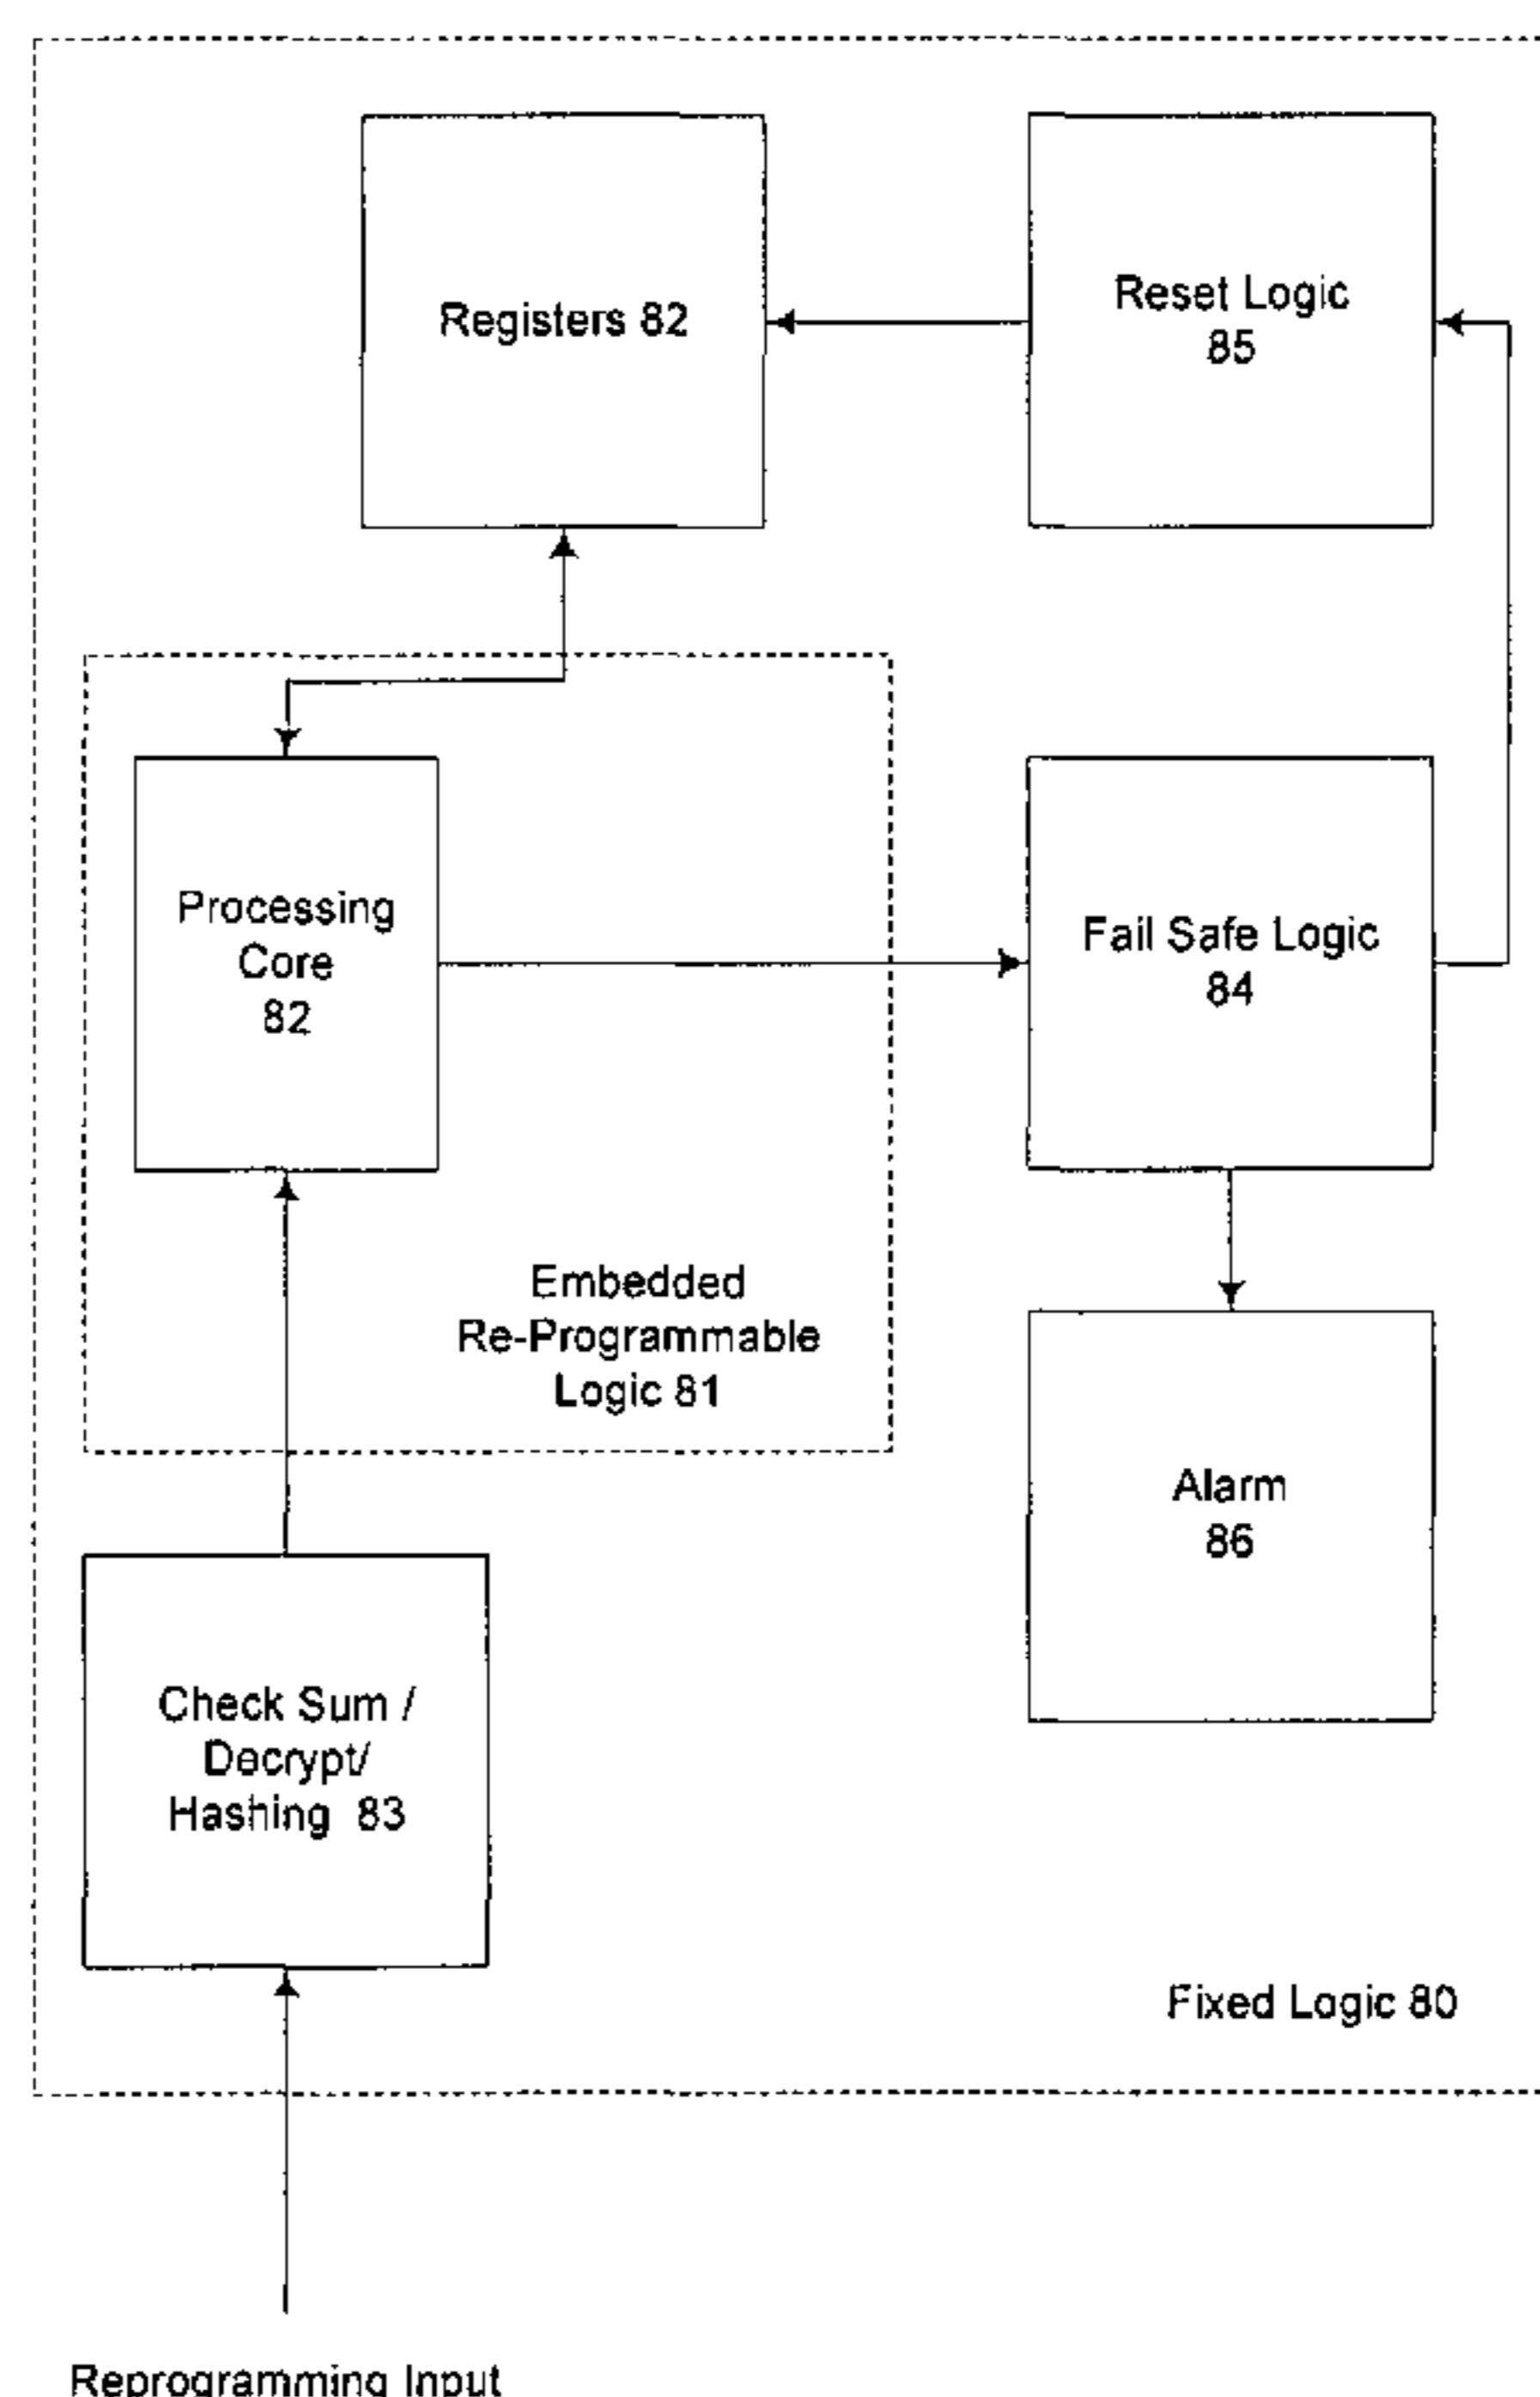 Registers 82
Reset Logic
85
Processing
Core
82
Fail Safe Logic
84
Embedded
Re-Programmable
Logic 81
Alarm
86
Check Sum /
Decrypt/
Hashing 83
Fixed Logic 80
Reprogramming Input